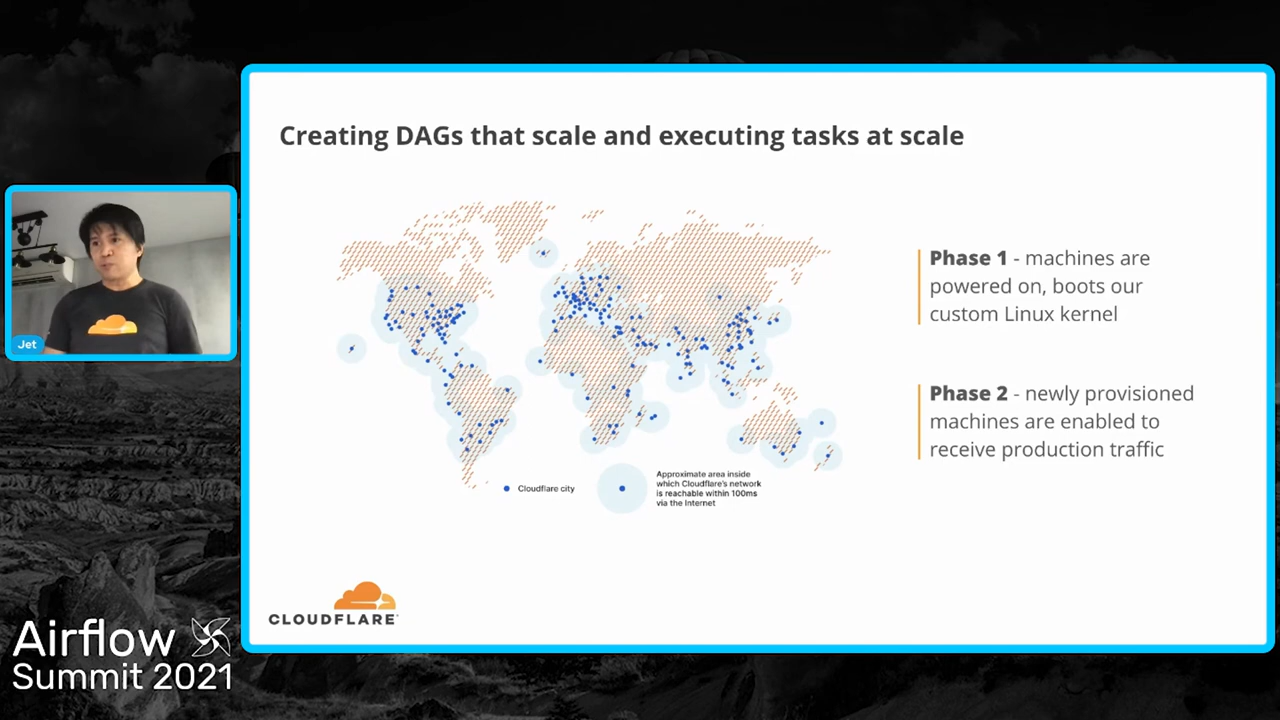 Creating DAGs that scale and executing tasks at scale
Jet
Phase 1 - machines are
powered on, boots our
custom Linux kernel
Phase 2 - newly provisioned
machines are enabled to
receive production traffic
Cloudflare city
Approximate area inside
which Cloudflare's network
is reachable within 100ms
via the Internet
CLOUDFLARE
Airflow
Summit 2021